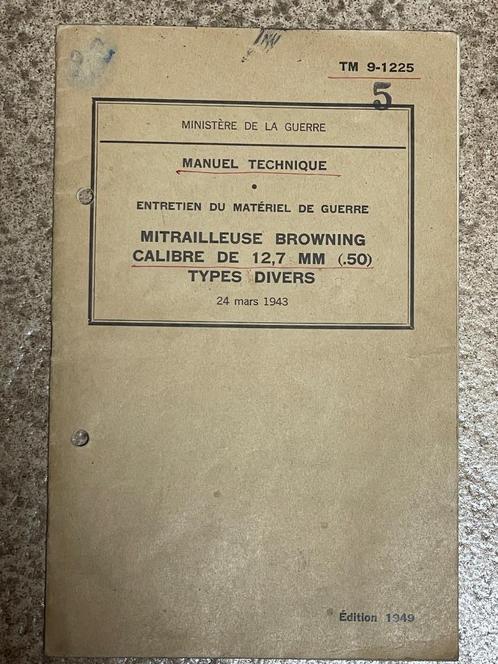 TM 9-1225
5
MINISTÈRE DE LA GUERRE
MANUEL TECHNIQUE
•
ENTRETIEN DU MATÉRIEL DE GUERRE
MITRAILLEUSE BROWNING
CALIBRE DE 12,7 MM (.50)
TYPES DIVERS
24 mars 1943
Édition 1949